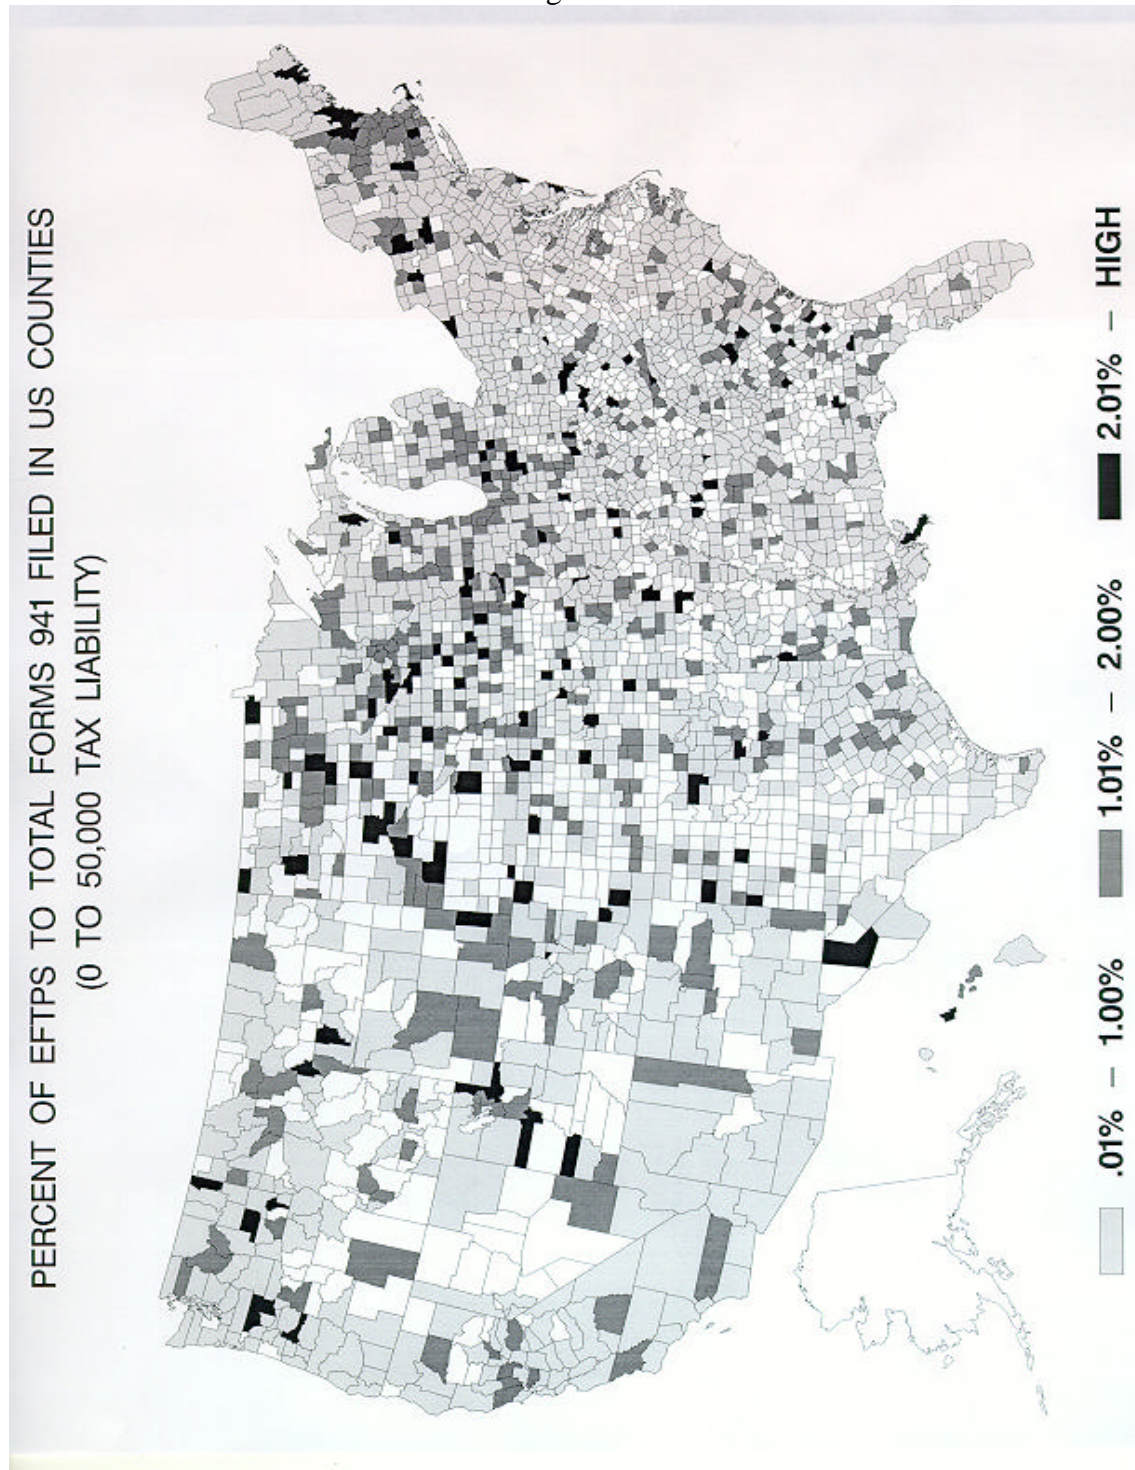 PERCENT OF EFTPS TO TOTAL FORMS 941 FILED IN US COUNTIES
(0 TO 50,000 TAX LIABILITY)
.01% – 1.00% 1.01% – 2.00% 2.01% – HIGH